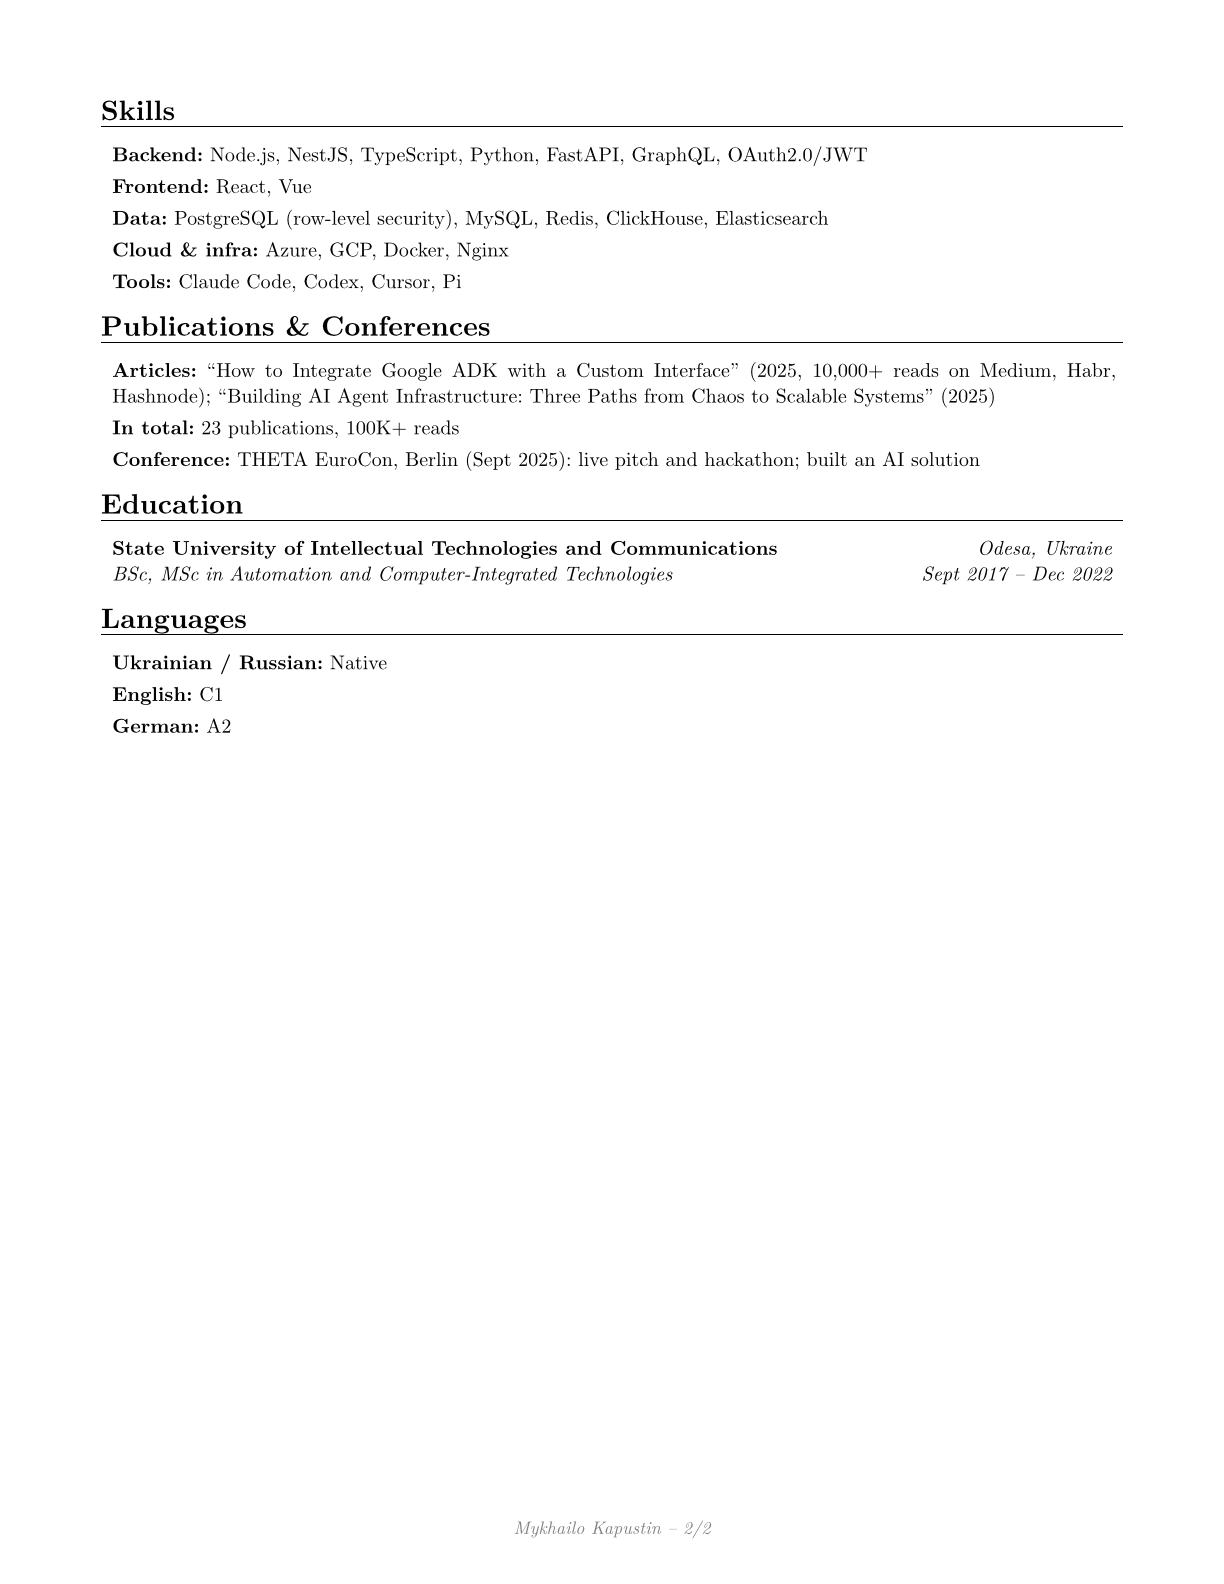 Skills
Backend: Node.js, NestJS, TypeScript, Python, FastAPI, GraphQL, OAuth2.0/JWT
Frontend: React, Vue
Data: PostgreSQL (row-level security), MySQL, Redis, ClickHouse, Elasticsearch
Cloud & infra: Azure, GCP, Docker, Nginx
Tools: Claude Code, Codex, Cursor, Pi
Publications & Conferences
Articles: “How to Integrate Google ADK with a Custom Interface” (2025, 10,000+ reads on Medium, Habr,
Hashnode); “Building AI Agent Infrastructure: Three Paths from Chaos to Scalable Systems” (2025)
In total: 23 publications, 100K+ reads
Conference: THETA EuroCon, Berlin (Sept 2025): live pitch and hackathon; built an AI solution
Education
State University of Intellectual Technologies and Communications Odesa, Ukraine
BSc, MSc in Automation and Computer-Integrated Technologies Sept 2017 – Dec 2022
Languages
Ukrainian / Russian: Native
English: C1
German: A2
Mykhailo Kapustin – 2/2